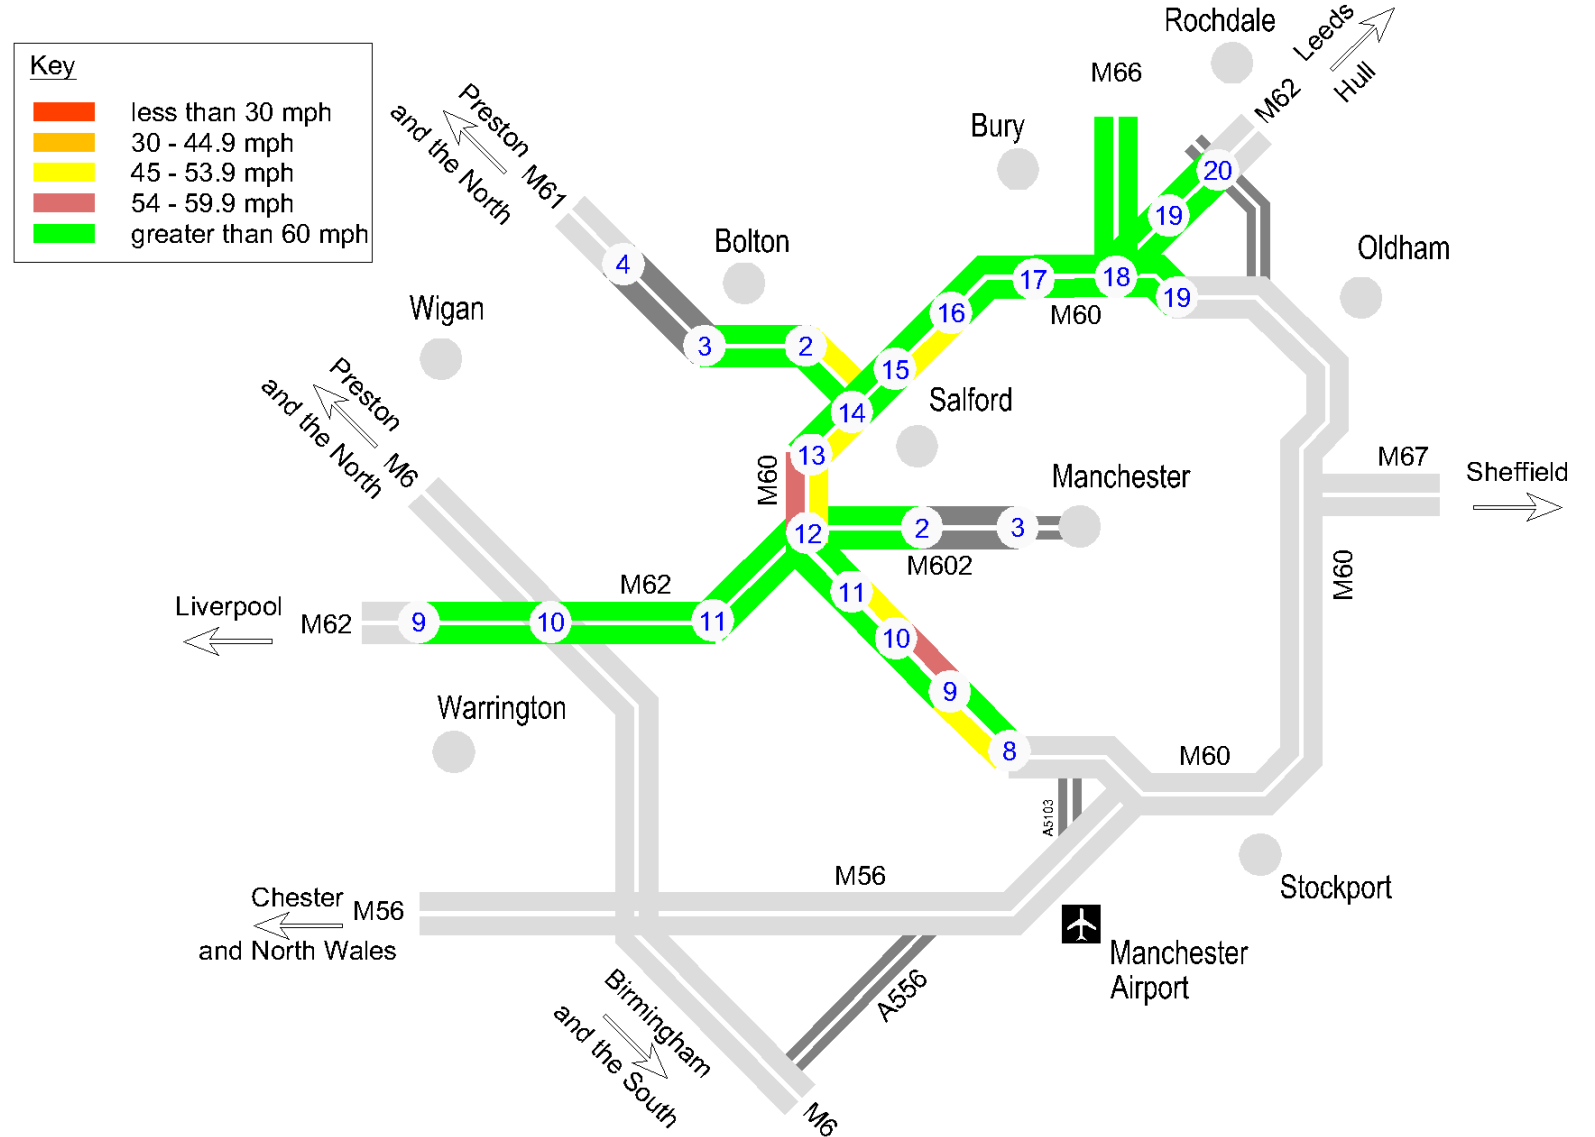 Key
less than 30 mph
30 - 44.9 mph
45 - 53.9 mph
54 - 59.9 mph
greater than 60 mph
Rochdale
Leeds
Hull
M62
M66
Bury
20
19
Preston
and the North
M61
4
Bolton
3
2
Oldham
17
18
19
16
M60
15
Wigan
Salford
14
13
M60
Preston
and the North
M6
Manchester
M67
Sheffield
12
2
3
M602
M60
Liverpool
M62
M62
9
10
11
11
10
9
8
Warrington
M60
A5103
Stockport
M56
Chester
M56
and North Wales
Manchester
Airport
A556
Birmingham
and the South
M6